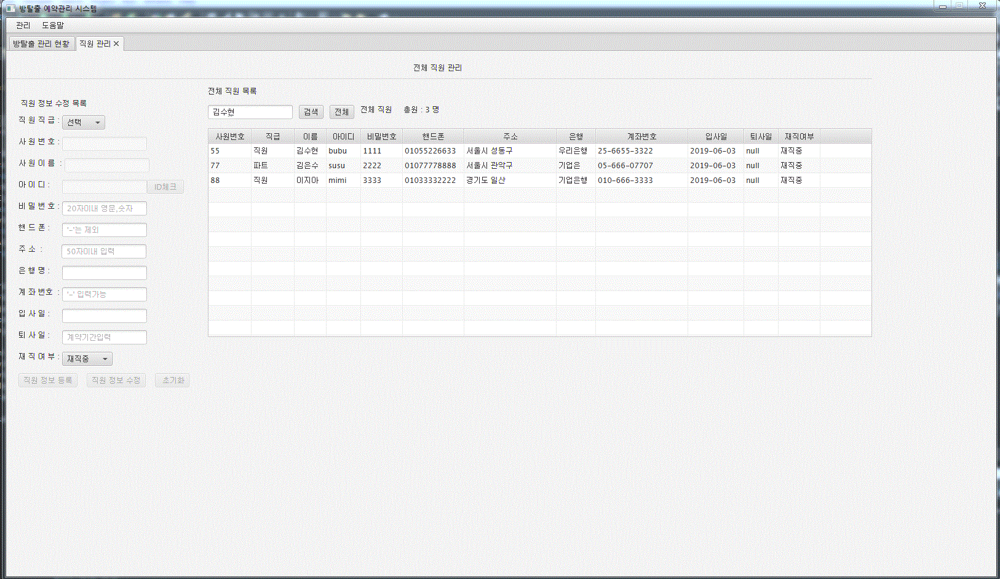 방탈출 예약관리 시스템
관리 도움말
방탈출 관리 현황 직원 관리
전체 직원 관리
직원 정보 수정 목록
직 원 직 급 : 선택
사 원 번 호 :
사 원 이 름 :
아 이 디 : ID체크
비 밀 번 호 : 20자이내 영문,숫자
핸 드 폰 : '-'는 제외
주 소 : 50자이내 입력
은 행 명 :
계 좌 번호 : '-' 입력가능
입 사 일 :
퇴 사 일 : 계약기간입력
재 직 여 부 : 재직중
직원 정보 등록 직원 정보 수정 초기화
전체 직원 목록
김수현 검색 전체 전체 직원 총원 : 3 명
사원번호 직급 이름 아이디 비밀번호 핸드폰 주소 은행 계좌번호 입사일 퇴사일 재직여부
55 직원 김수현 bubu 1111 01055226633 서울시 성동구 우리은행 25-6655-3322 2019-06-03 null 재직중
77 파트 김은수 susu 2222 01077778888 서울시 관악구 기업은 05-666-07707 2019-06-03 null 재직중
88 직원 이지아 mimi 3333 01033332222 경기도 일산 기업은행 010-666-3333 2019-06-03 null 재직중